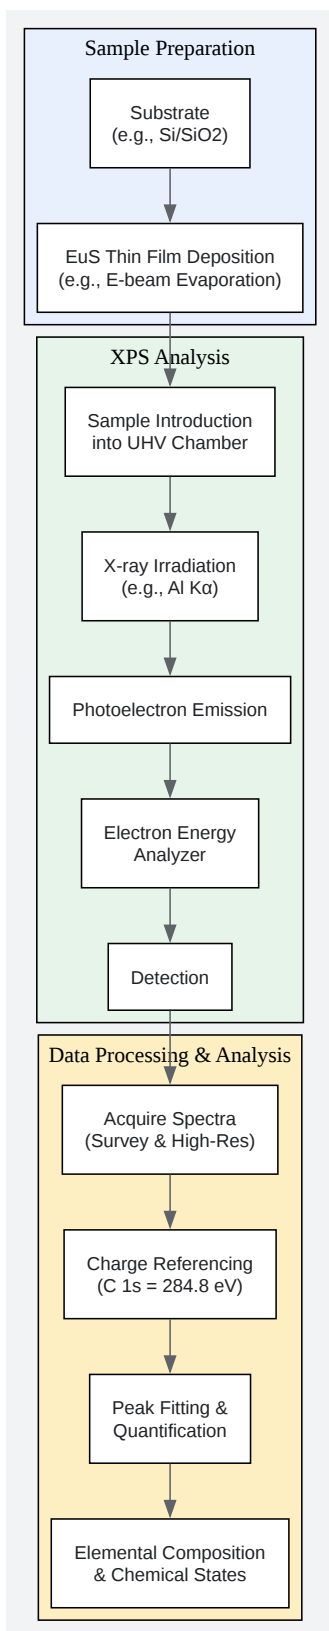 Sample Preparation
Substrate
(e.g., Si/SiO2)
EuS Thin Film Deposition
(e.g., E-beam Evaporation)
XPS Analysis
Sample Introduction
into UHV Chamber
X-ray Irradiation
(e.g., Al Kα)
Photoelectron Emission
Electron Energy
Analyzer
Detection
Data Processing & Analysis
Acquire Spectra
(Survey & High-Res)
Charge Referencing
(C 1s = 284.8 eV)
Peak Fitting &
Quantification
Elemental Composition
& Chemical States